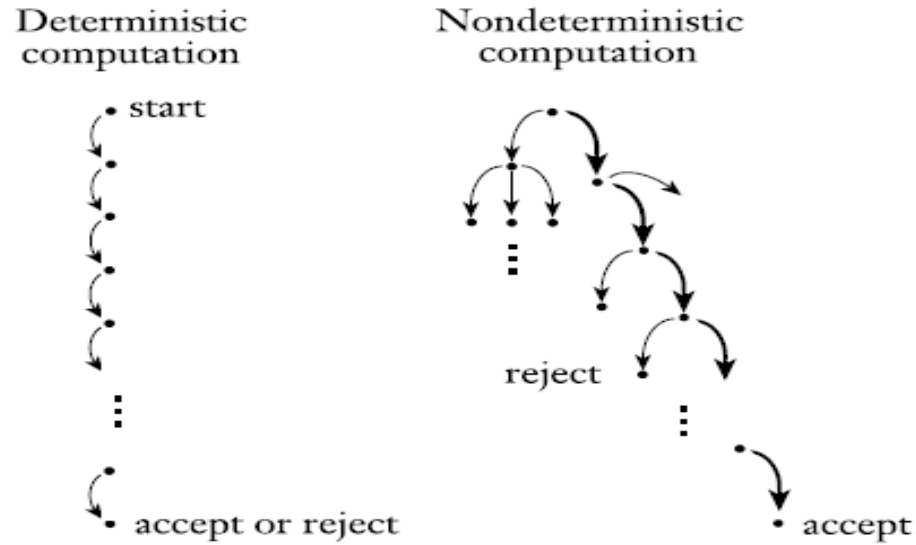 Deterministic
computation
Nondeterministic
computation
start
reject
accept or reject
accept